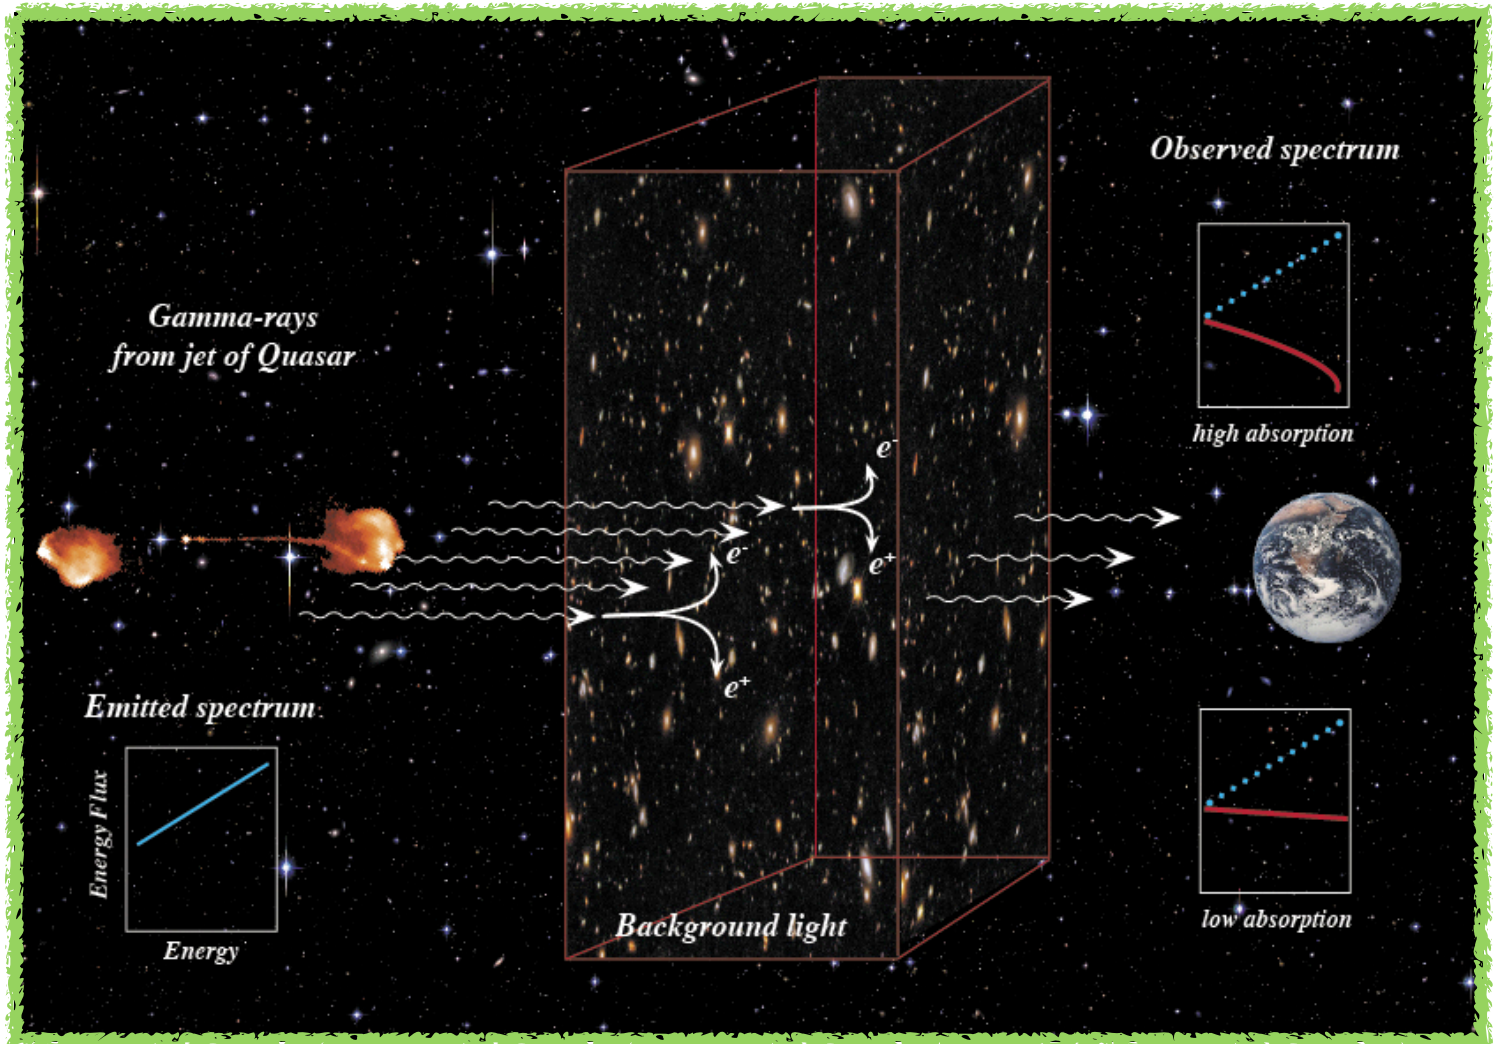 Observed spectrum
Gamma-rays
from jet of Quasar
high absorption
e⁻
e⁺
e⁻
e⁺
Emitted spectrum
Energy Flux
Energy
Background light
low absorption